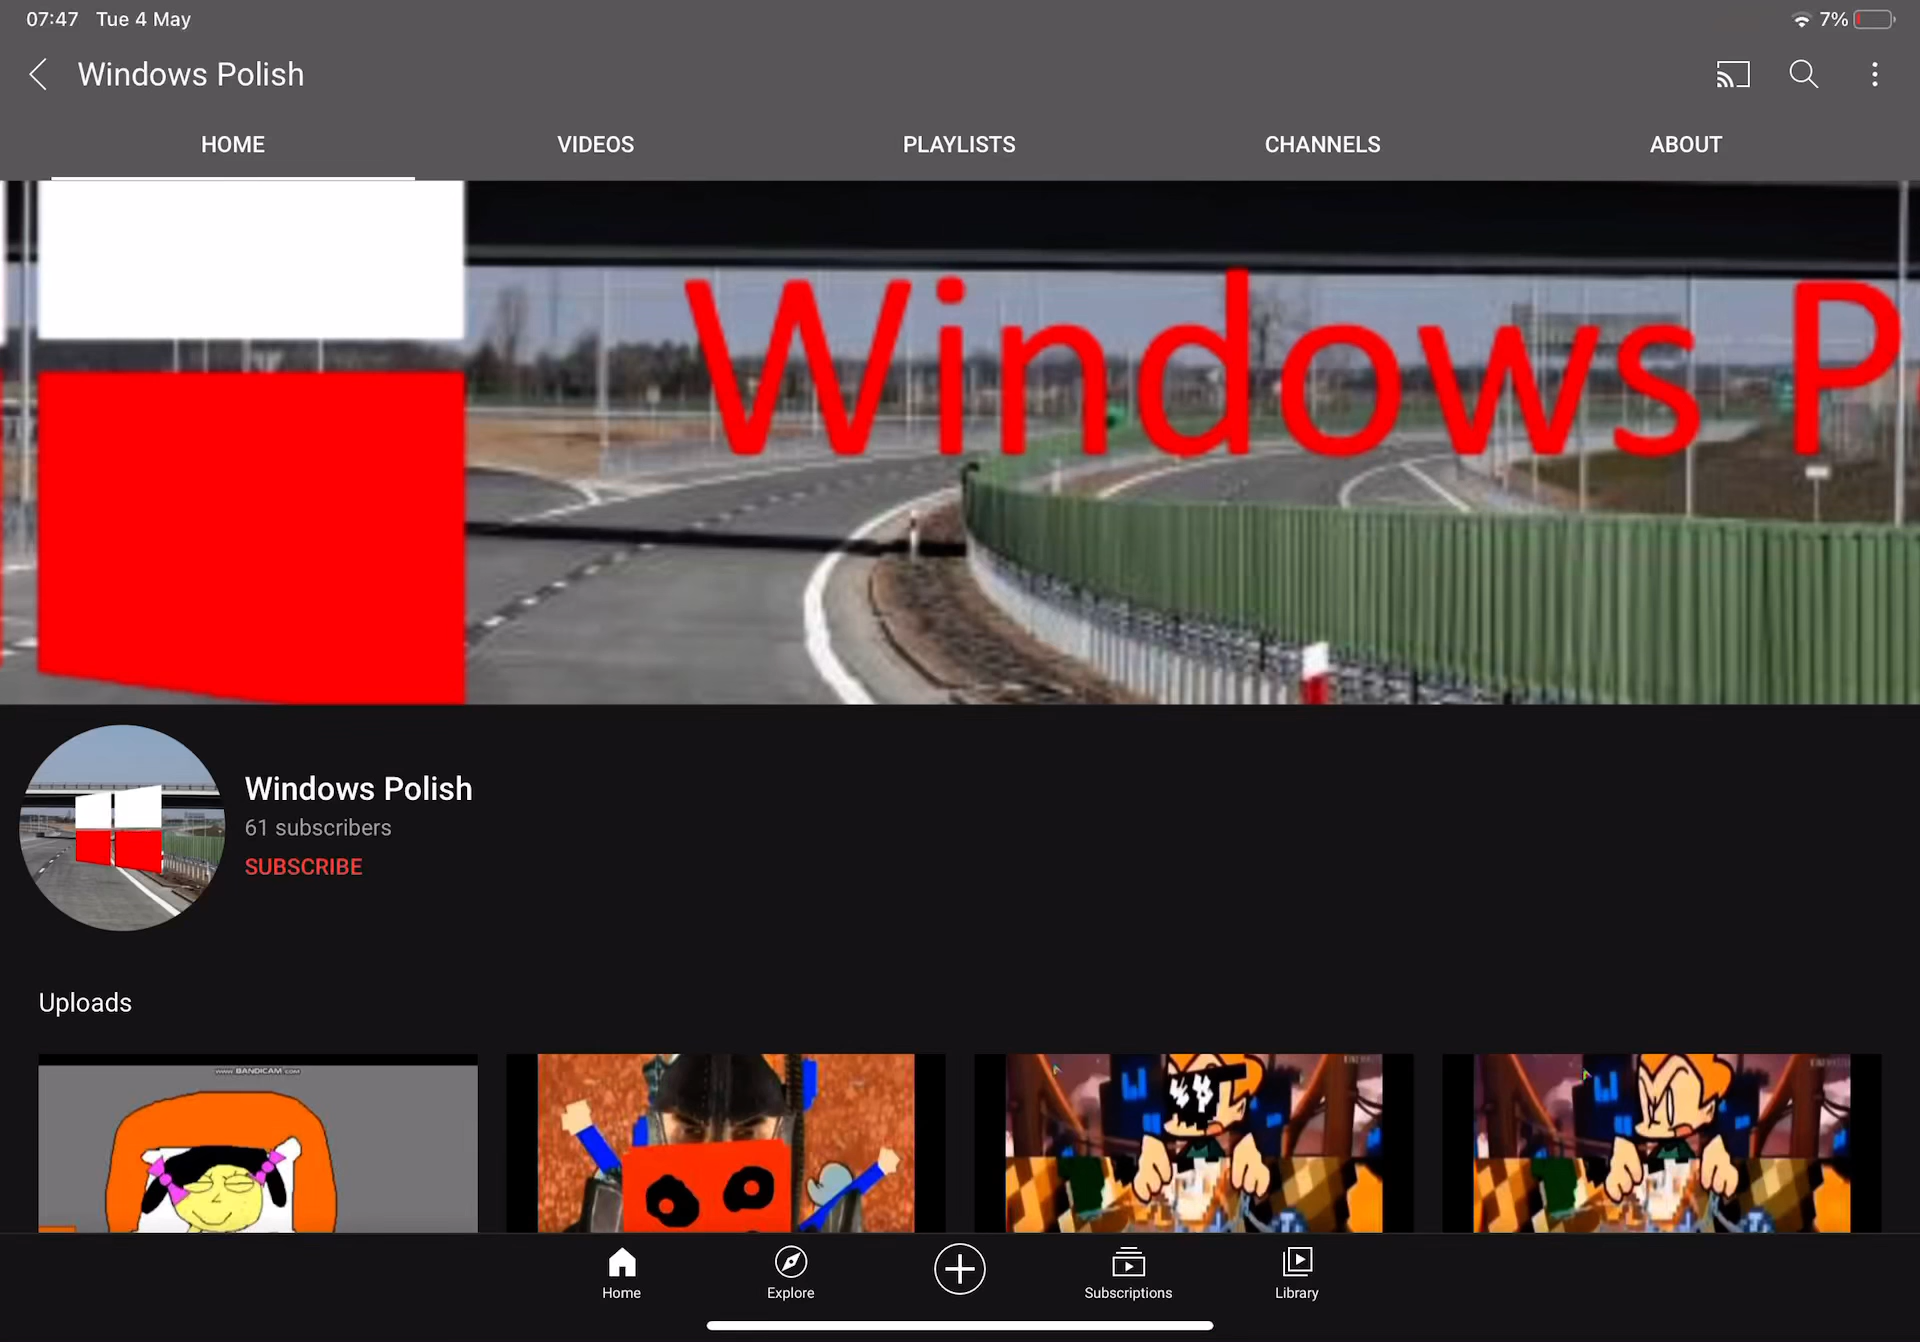 07:47 Tue 4 May 7%
Windows Polish
HOME VIDEOS PLAYLISTS CHANNELS ABOUT
Windows P
Windows Polish
61 subscribers
SUBSCRIBE
Uploads
www.BANDICAM.com
Home Explore Subscriptions Library